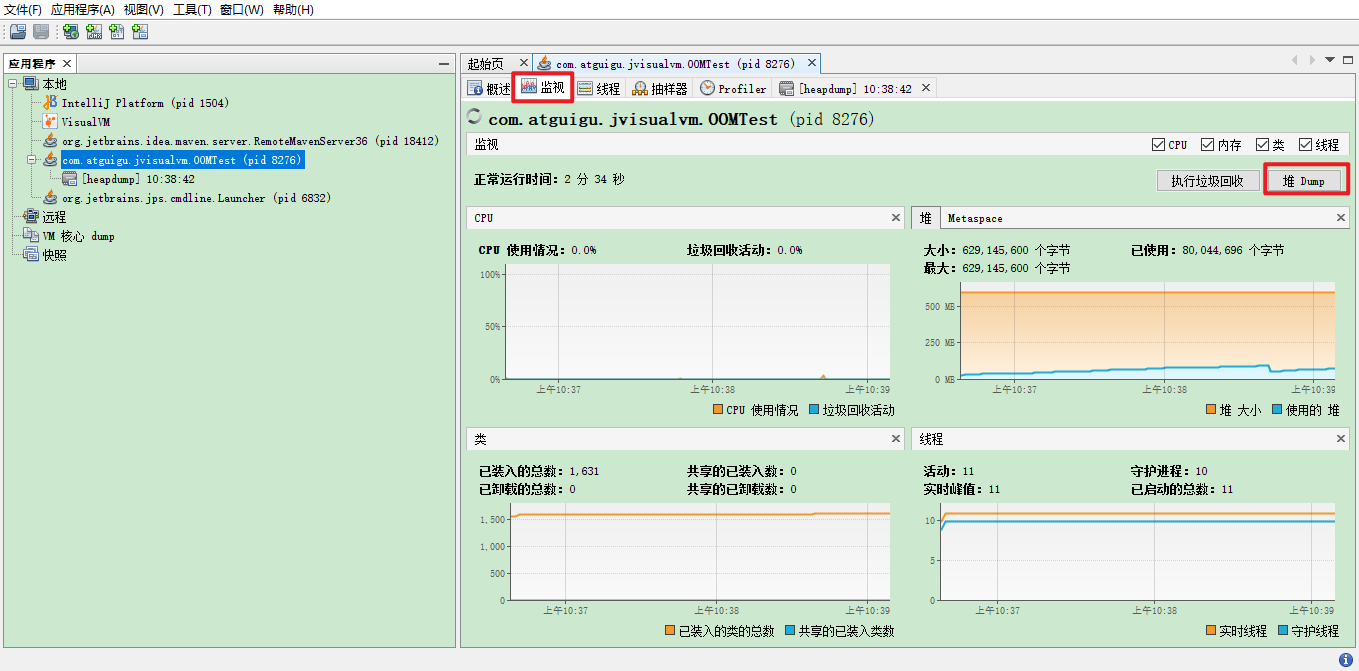 文件(F) 应用程序(A) 视图(V) 工具(T) 窗口(W) 帮助(H)
应用程序
本地
IntelliJ Platform (pid 1504)
VisualVM
org.jetbrains.idea.maven.server.RemoteMavenServer36 (pid 18412)
com.atguigu.jvisualvm.OOMTest (pid 8276)
[heapdump] 10:38:42
org.jetbrains.jps.cmdline.Launcher (pid 6832)
远程
VM 核心 dump
快照
起始页 com.atguigu.jvisualvm.OOMTest (pid 8276)
概述 监视 线程 抽样器 Profiler [heapdump] 10:38:42
com.atguigu.jvisualvm.OOMTest (pid 8276)
监视 CPU 内存 类 线程
正常运行时间: 2 分 34 秒 执行垃圾回收 堆 Dump
CPU
CPU 使用情况: 0.0% 垃圾回收活动: 0.0%
100%
50%
0%
上午10:37 上午10:38 上午10:39
CPU 使用情况 垃圾回收活动
堆 Metaspace
大小: 629,145,600 个字节 已使用: 80,044,696 个字节
最大: 629,145,600 个字节
500 MB
250 MB
0 MB
上午10:37 上午10:38 上午10:39
堆 大小 使用的 堆
类
已装入的总数: 1,631 共享的已装入数: 0
已卸载的总数: 0 共享的已卸载数: 0
1,500
1,000
500
0
上午10:37 上午10:38 上午10:39
已装入的类的总数 共享的已装入类数
线程
活动: 11 守护进程: 10
实时峰值: 11 已启动的总数: 11
10
5
0
上午10:37 上午10:38 上午10:39
实时线程 守护线程